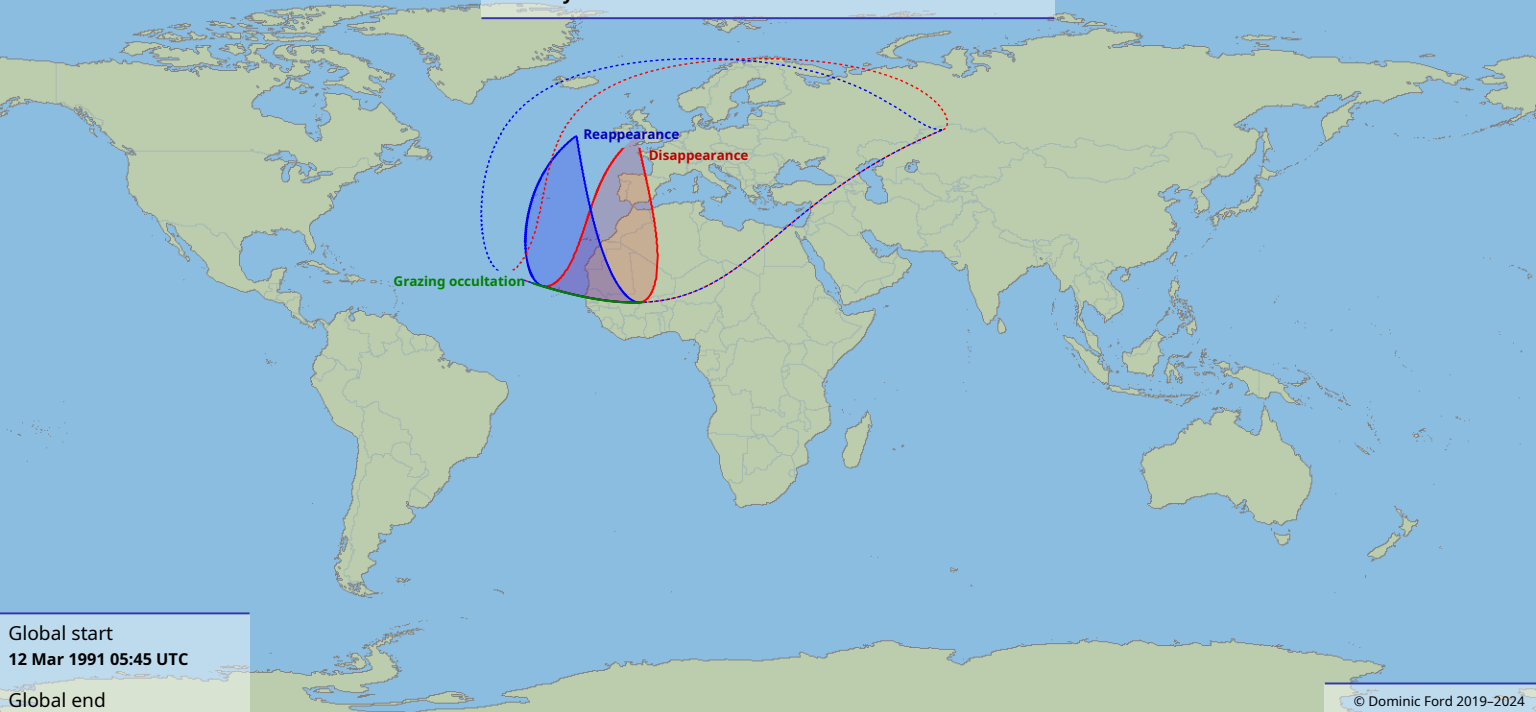 Reappearance
Disappearance
Grazing occultation
Global start
12 Mar 1991 05:45 UTC
Global end
© Dominic Ford 2019–2024